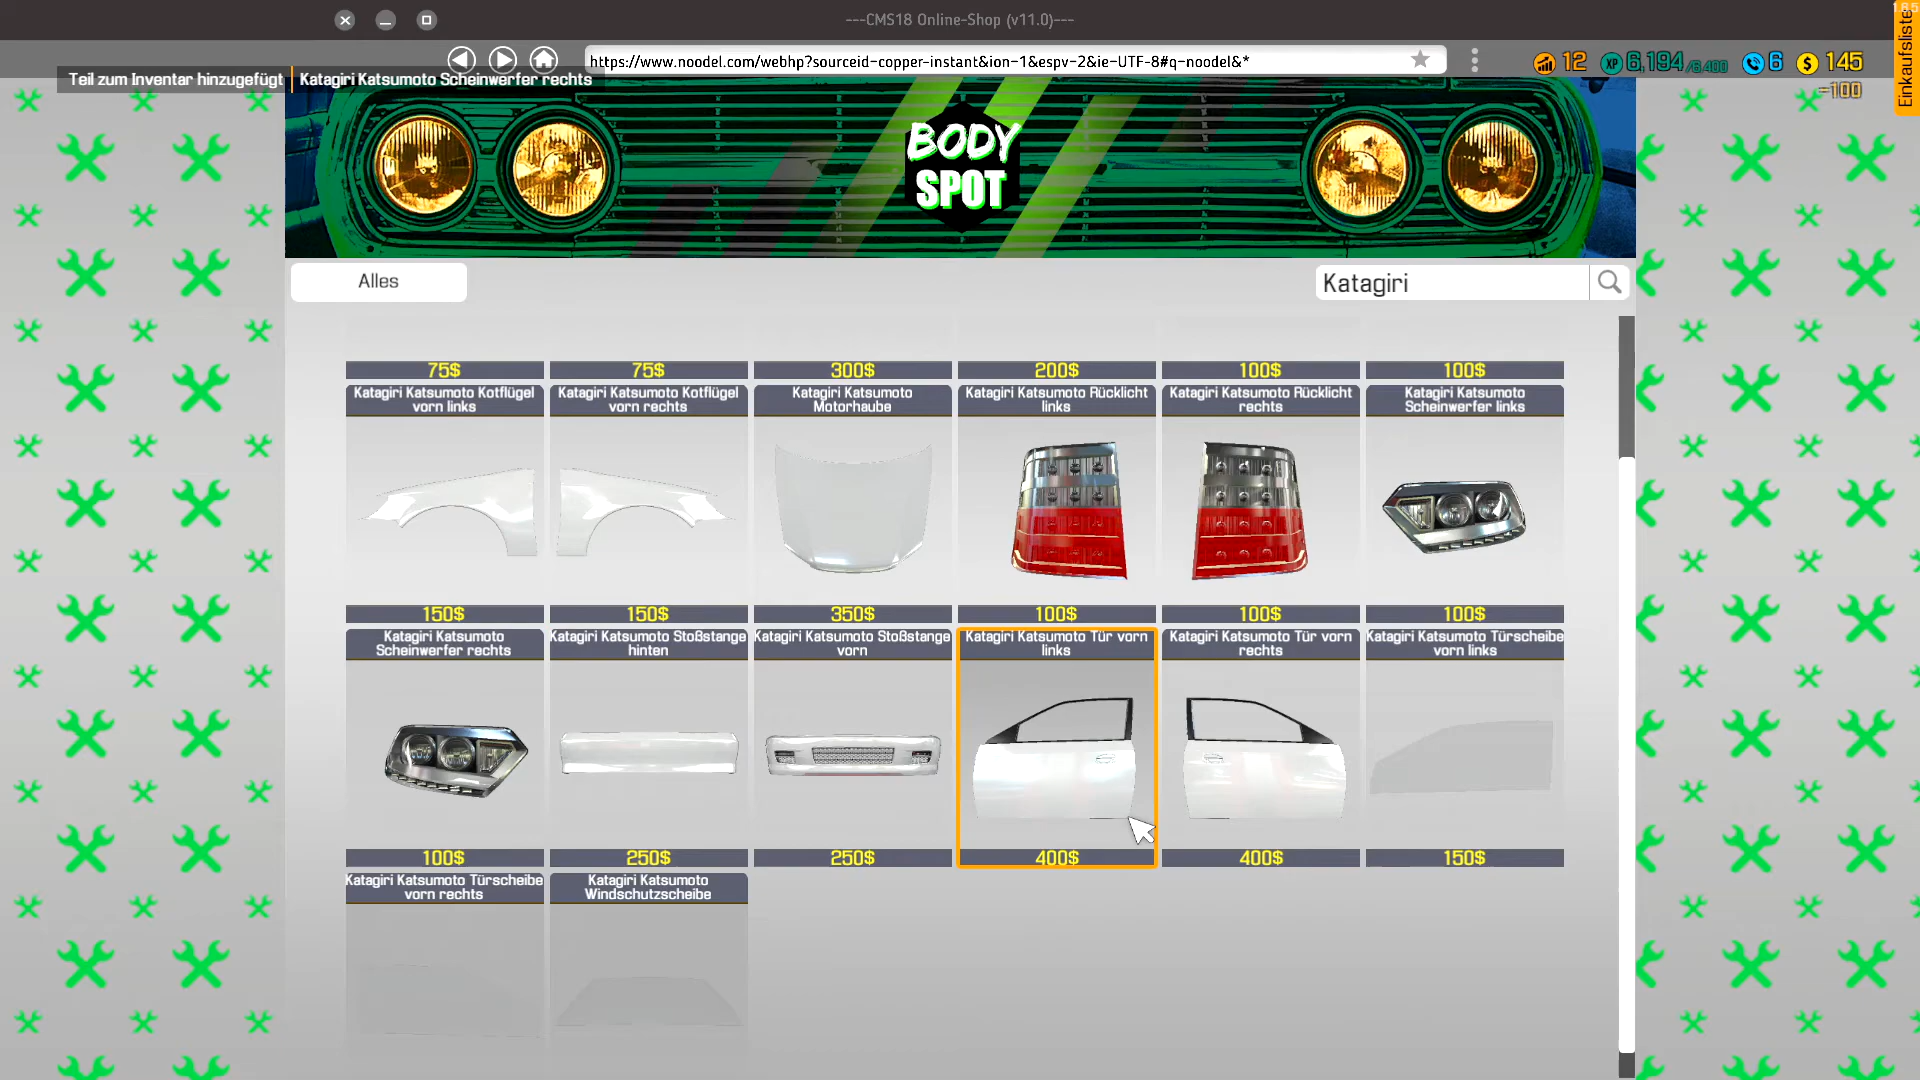 ---CMS18 Online-Shop (v11.0)---
https://www.noodel.com/webhp?sourceid-copper-instant&ion-1&espv-2&ie-UTF-8#q-noodel&*
12
XP 6,194/6,400
6
$ 145
-100
Einkaufsliste
Teil zum Inventar hinzugefügt
Katagiri Katsumoto Scheinwerfer rechts
BODY
SPOT
Alles
Katagiri
75$
75$
300$
200$
100$
100$
Katagiri Katsumoto Kotflügel
vorn links
Katagiri Katsumoto Kotflügel
vorn rechts
Katagiri Katsumoto
Motorhaube
Katagiri Katsumoto Rücklicht
links
Katagiri Katsumoto Rücklicht
rechts
Katagiri Katsumoto
Scheinwerfer links
150$
150$
350$
100$
100$
100$
Katagiri Katsumoto
Scheinwerfer rechts
Katagiri Katsumoto Stoßstange
hinten
Katagiri Katsumoto Stoßstange
vorn
Katagiri Katsumoto Tür vorn
links
Katagiri Katsumoto Tür vorn
rechts
Katagiri Katsumoto Türscheibe
vorn links
100$
250$
250$
400$
400$
150$
Katagiri Katsumoto Türscheibe
vorn rechts
Katagiri Katsumoto
Windschutzscheibe